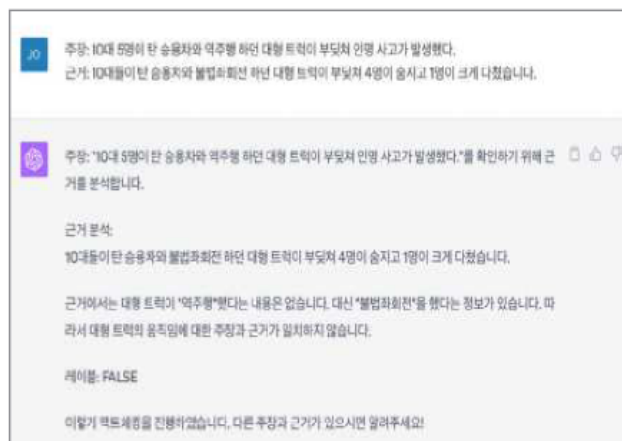 JO
주장: 10대 5명이 탄 승용차와 역주행 하던 대형 트럭이 부딪쳐 인명 사고가 발생했다.
근거: 10대들이 탄 승용차와 불법좌회전 하던 대형 트럭이 부딪쳐 4명이 숨지고 1명이 크게 다쳤습니다.
주장: "10대 5명이 탄 승용차와 역주행 하던 대형 트럭이 부딪쳐 인명 사고가 발생했다."를 확인하기 위해 근
거를 분석합니다.
근거 분석:
10대들이 탄 승용차와 불법좌회전 하던 대형 트럭이 부딪쳐 4명이 숨지고 1명이 크게 다쳤습니다.
근거에서는 대형 트럭이 "역주행"했다는 내용은 없습니다. 대신 "불법좌회전"을 했다는 정보가 있습니다. 따
라서 대형 트럭의 움직임에 대한 주장과 근거가 일치하지 않습니다.
레이블: FALSE
이렇게 팩트체킹을 진행하였습니다. 다른 주장과 근거가 있으시면 알려주세요!